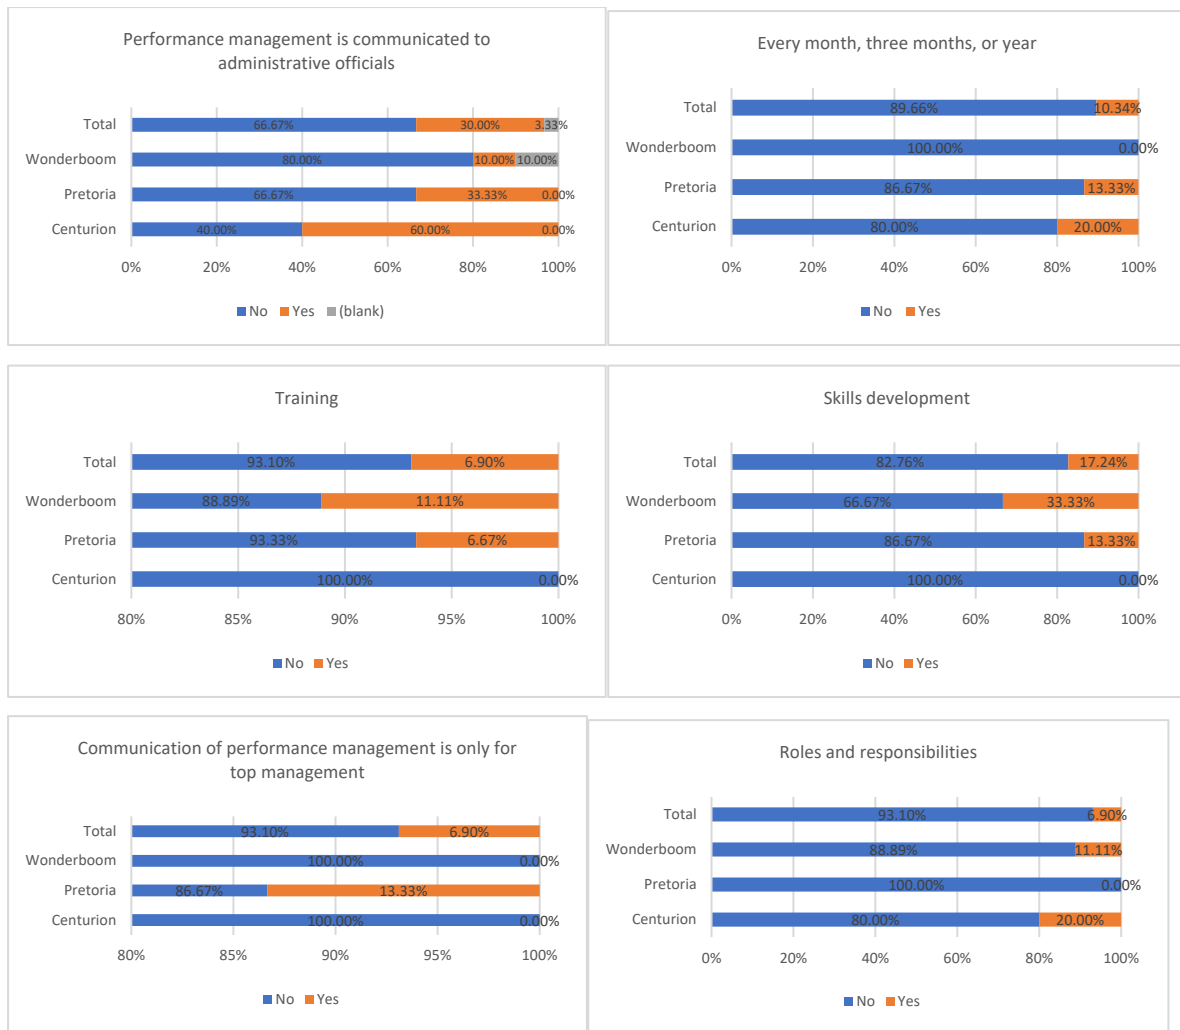 Performance management is communicated to
administrative officials
Total
66.67%
30.00%
3.33%
Wonderboom
80.00%
10.00%
10.00%
Pretoria
66.67%
33.33%
0.00%
Centurion
40.00%
60.00%
0.00%
0%
20%
40%
60%
80%
100%
No
Yes
(blank)
Every month, three months, or year
Total
89.66%
10.34%
Wonderboom
100.00%
0.00%
Pretoria
86.67%
13.33%
Centurion
80.00%
20.00%
0%
20%
40%
60%
80%
100%
No
Yes
Training
Total
93.10%
6.90%
Wonderboom
88.89%
11.11%
Pretoria
93.33%
6.67%
Centurion
100.00%
0.00%
80%
85%
90%
95%
100%
No
Yes
Skills development
Total
82.76%
17.24%
Wonderboom
66.67%
33.33%
Pretoria
86.67%
13.33%
Centurion
100.00%
0.00%
0%
20%
40%
60%
80%
100%
No
Yes
Communication of performance management is only for
top management
Total
93.10%
6.90%
Wonderboom
100.00%
0.00%
Pretoria
86.67%
13.33%
Centurion
100.00%
0.00%
80%
85%
90%
95%
100%
No
Yes
Roles and responsibilities
Total
93.10%
6.90%
Wonderboom
88.89%
11.11%
Pretoria
100.00%
0.00%
Centurion
80.00%
20.00%
0%
20%
40%
60%
80%
100%
No
Yes